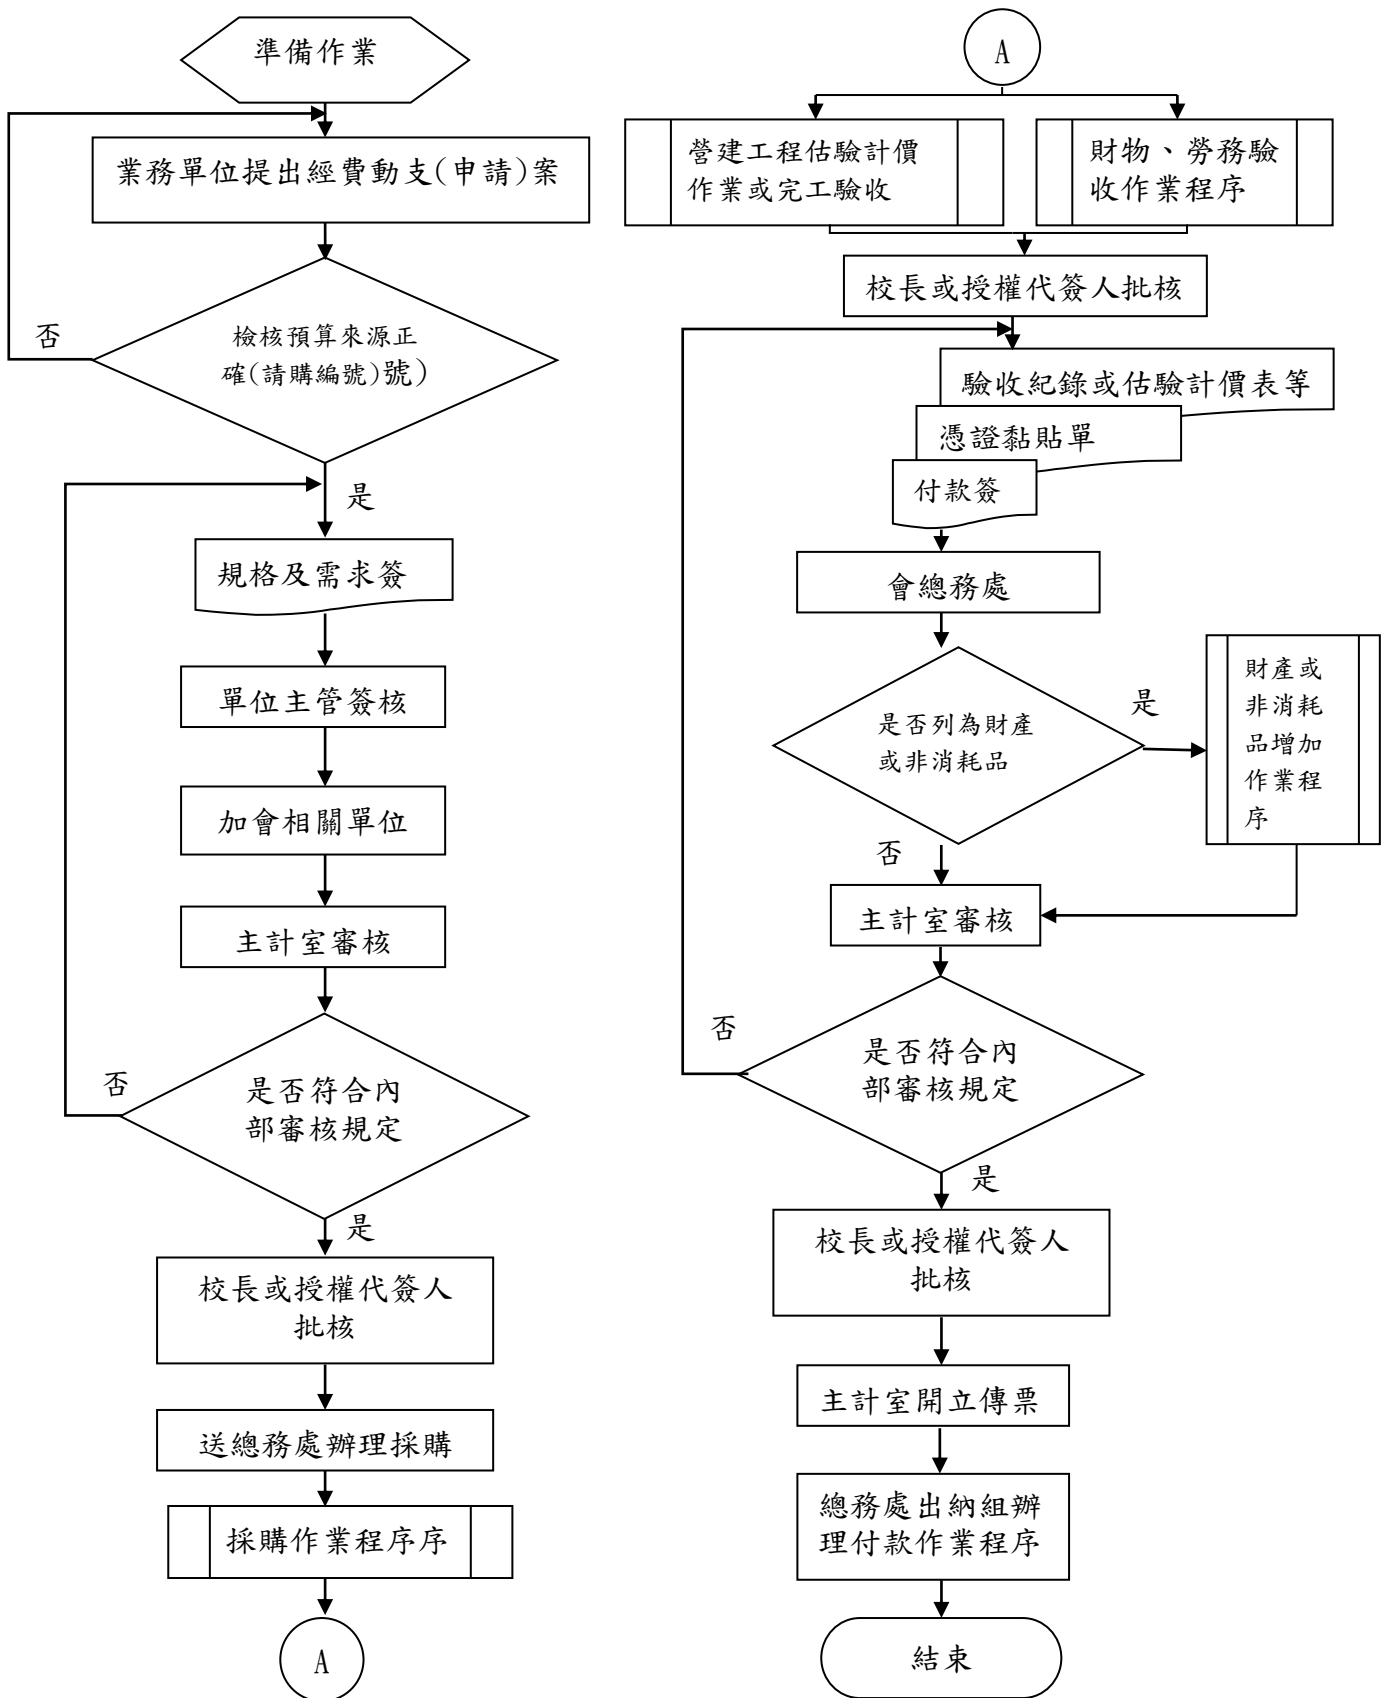 準備作業
業務單位提出經費動支(申請)案
否
檢核預算來源正
確(請購編號)號)
是
規格及需求簽
單位主管簽核
加會相關單位
主計室審核
否
是否符合內
部審核規定
是
校長或授權代簽人
批核
送總務處辦理採購
採購作業程序序
A
A
營建工程估驗計價
作業或完工驗收
財物、勞務驗
收作業程序
校長或授權代簽人批核
驗收紀錄或估驗計價表等
憑證黏貼單
付款簽
會總務處
是否列為財產
或非消耗品
是
財產或
非消耗
品增加
作業程
序
否
主計室審核
否
是否符合內
部審核規定
是
校長或授權代簽人
批核
主計室開立傳票
總務處出納組辦
理付款作業程序
結束